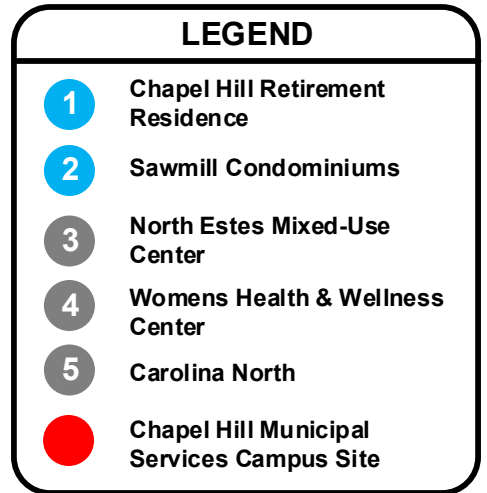 LEGEND
1 Chapel Hill Retirement
Residence
2 Sawmill Condominiums
3 North Estes Mixed-Use
Center
4 Womens Health & Wellness
Center
5 Carolina North
Chapel Hill Municipal
Services Campus Site